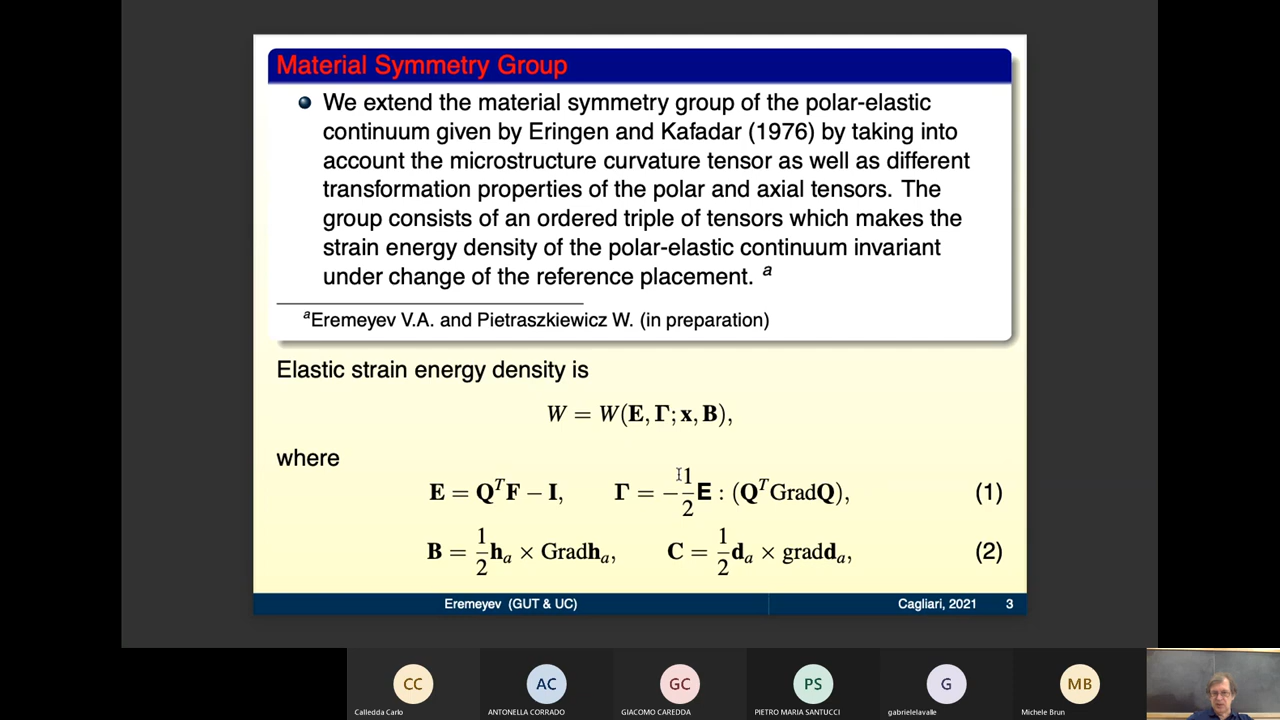 Material Symmetry Group
We extend the material symmetry group of the polar-elastic
continuum given by Eringen and Kafadar (1976) by taking into
account the microstructure curvature tensor as well as different
transformation properties of the polar and axial tensors. The
group consists of an ordered triple of tensors which makes the
strain energy density of the polar-elastic continuum invariant
under change of the reference placement. a
aEremeyev V.A. and Pietraszkiewicz W. (in preparation)
Elastic strain energy density is
W = W(E, Γ; x, B),
where
E = Q^T F − I, Γ = −1/2 E : (Q^T GradQ), (1)
B = 1/2 h_a × Gradh_a, C = 1/2 d_a × gradd_a, (2)
Eremeyev (GUT & UC) Cagliari, 2021 3
CC AC GC PS G MB
Calledda Carlo ANTONELLA CORRADO GIACOMO CAREDDA PIETRO MARIA SANTUCCI gabrielelavalle Michele Brun